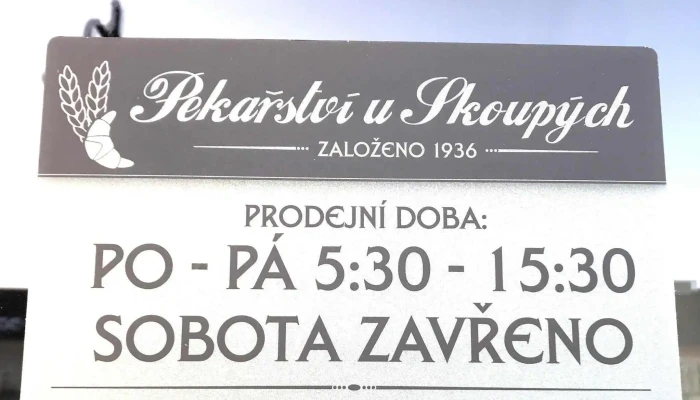 Pekařství u Skoupých
ZALOŽENO 1936
PRODEJNÍ DOBA:
PO - PÁ 5:30 - 15:30
SOBOTA ZAVŘENO